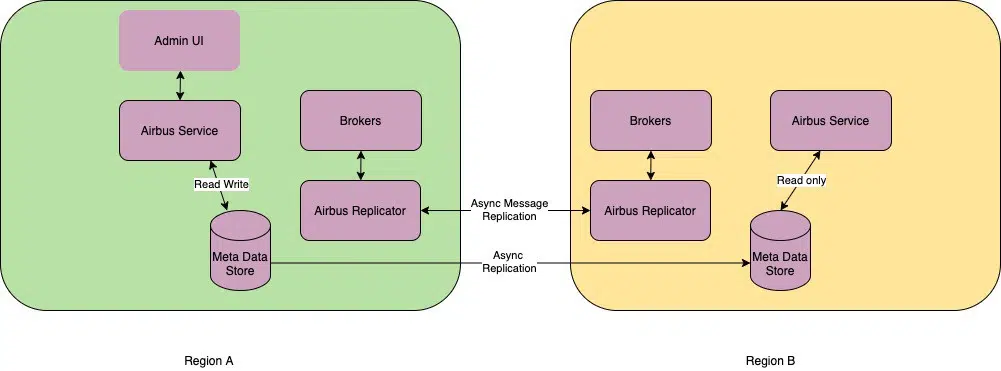 Admin UI
Airbus Service
Brokers
Read Write
Airbus Replicator
Meta Data
Store
Async Message
Replication
Async
Replication
Brokers
Airbus Service
Read only
Airbus Replicator
Meta Data
Store
Region A
Region B